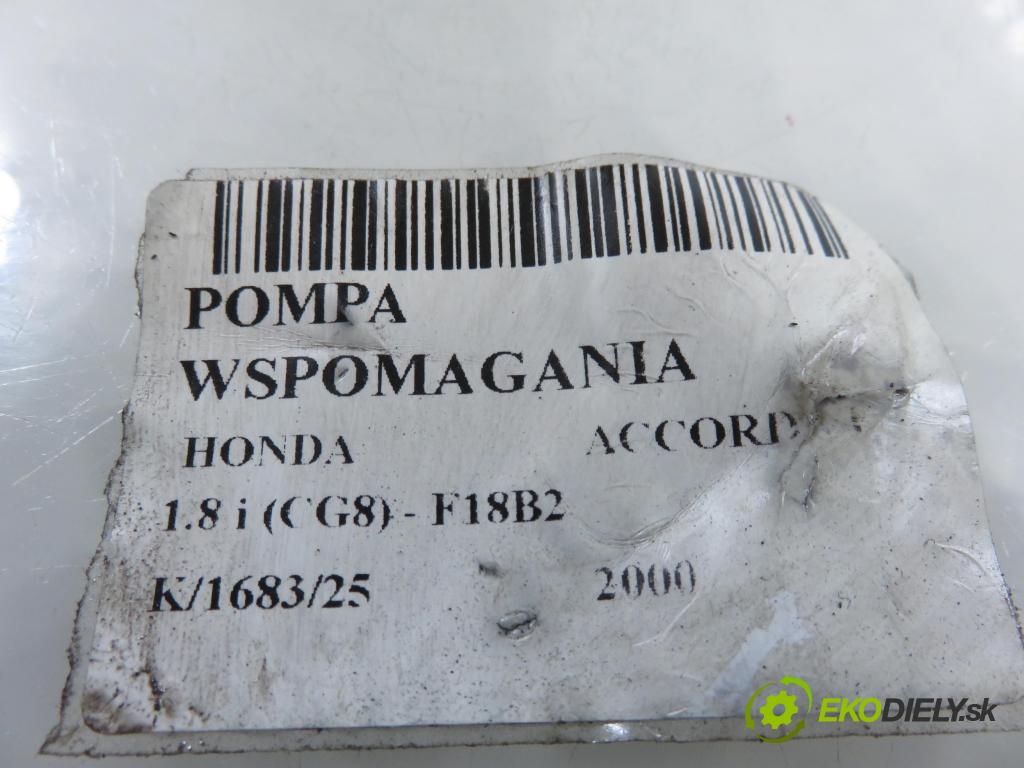 POMPA
WSPOMAGANIA
HONDA ACCORD
1.8 i (CG8) - F18B2
K/1683/25 2000
EKODIELY.sk